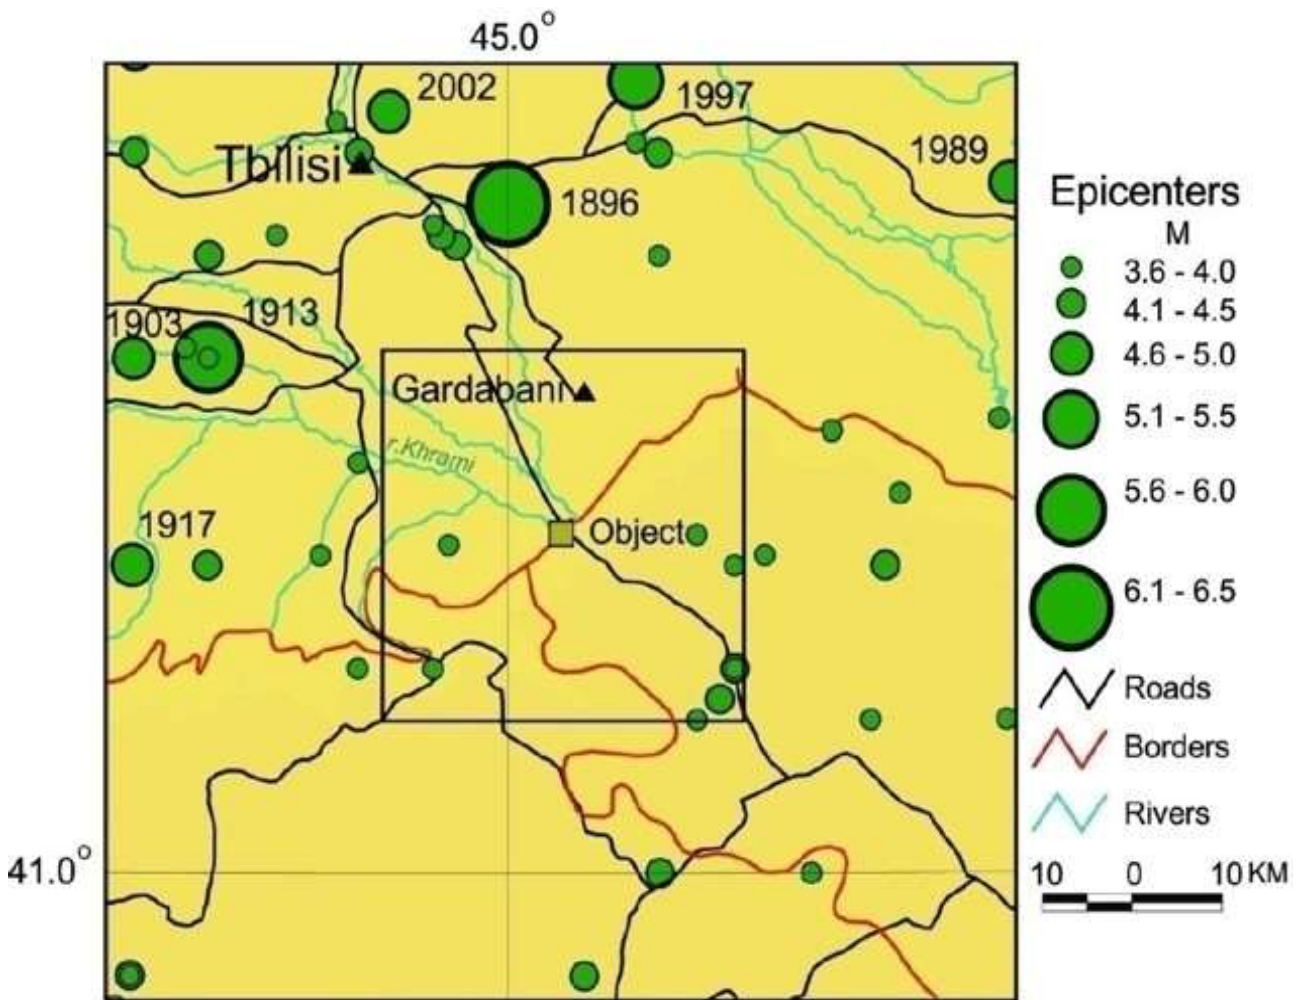 45.0°
2002
1997
Tbilisi
1989
1896
1903
1913
Gardabani
r.Khrami
1917
Object
41.0°
Epicenters
M
3.6 - 4.0
4.1 - 4.5
4.6 - 5.0
5.1 - 5.5
5.6 - 6.0
6.1 - 6.5
Roads
Borders
Rivers
10 0 10 KM